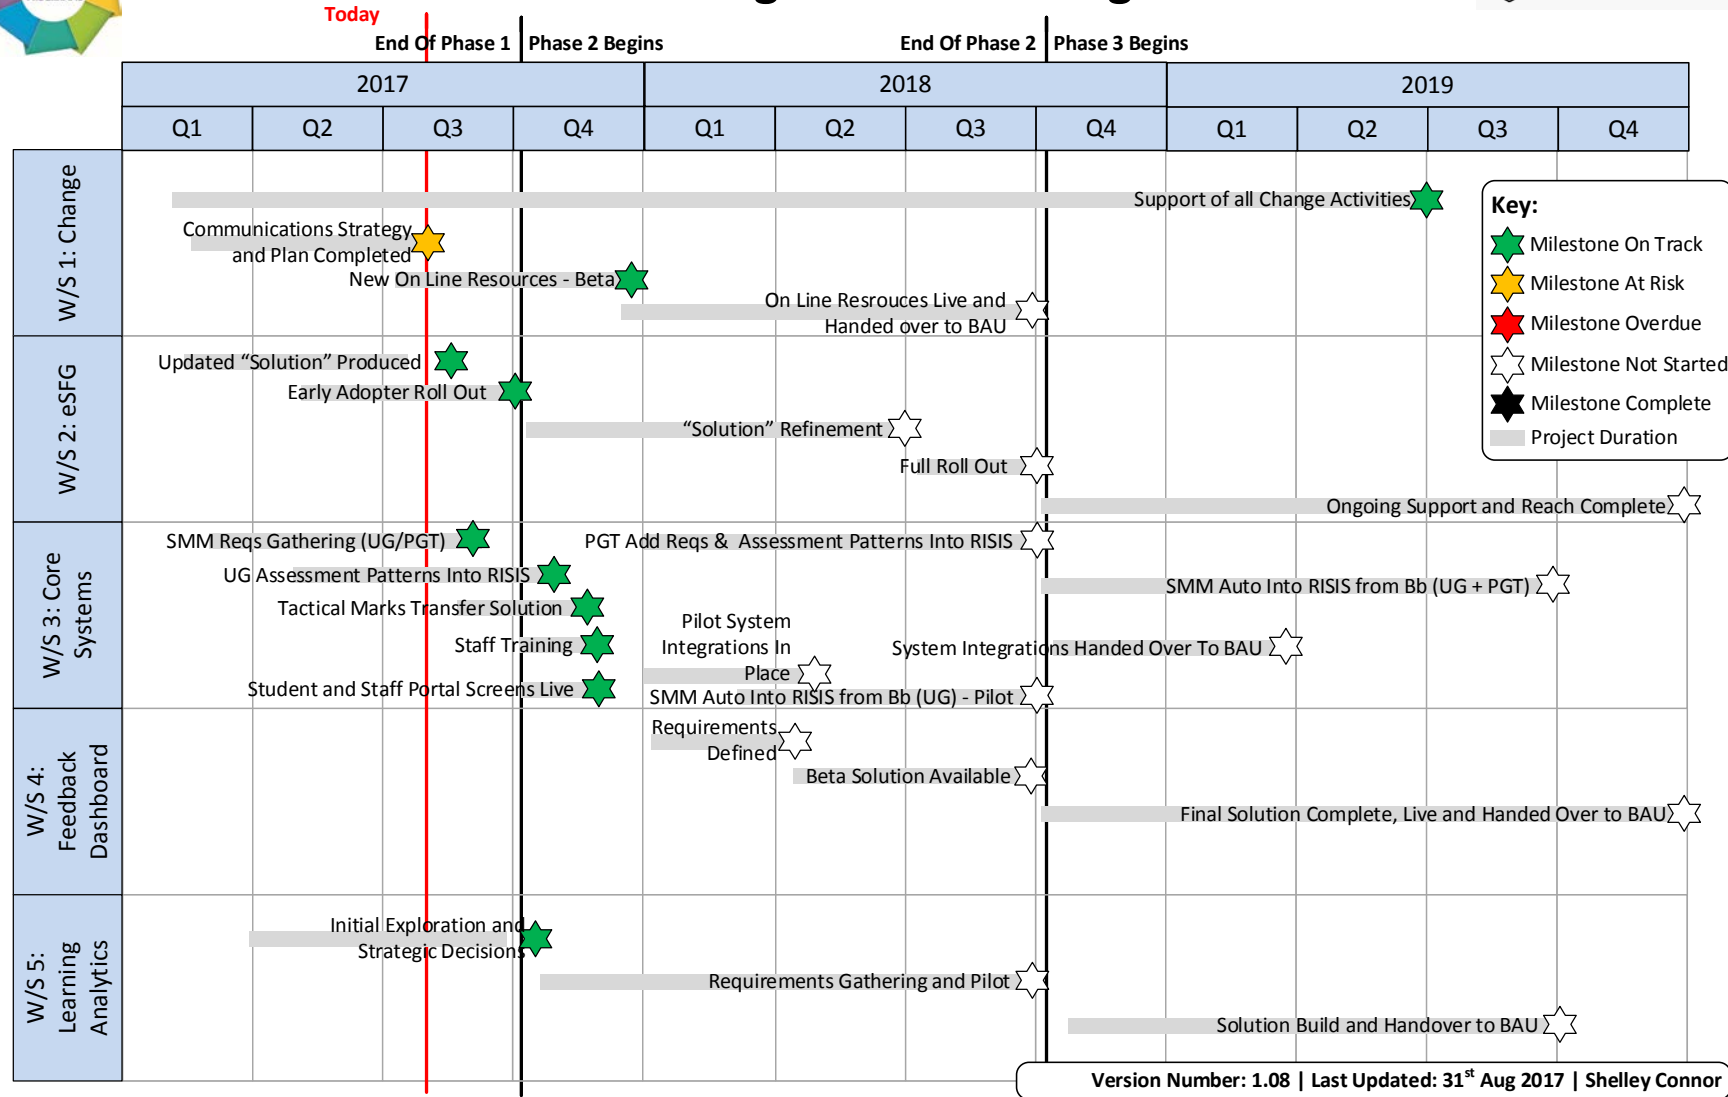 Today
End Of Phase 1
Phase 2 Begins
End Of Phase 2
Phase 3 Begins
2017
2018
2019
Q1
Q2
Q3
Q4
Q1
Q2
Q3
Q4
Q1
Q2
Q3
Q4
W/S 1: Change
Support of all Change Activities
Communications Strategy
and Plan Completed
New On Line Resources - Beta
On Line Resrouces Live and
Handed over to BAU
Key:
Milestone On Track
Milestone At Risk
Milestone Overdue
Milestone Not Started
Milestone Complete
Project Duration
W/S 2: eSFG
Updated “Solution” Produced
Early Adopter Roll Out
“Solution” Refinement
Full Roll Out
Ongoing Support and Reach Complete
W/S 3: Core
Systems
SMM Reqs Gathering (UG/PGT)
PGT Add Reqs & Assessment Patterns Into RISIS
UG Assessment Patterns Into RISIS
SMM Auto Into RISIS from Bb (UG + PGT)
Tactical Marks Transfer Solution
Staff Training
Pilot System
Integrations In
Place
System Integrations Handed Over To BAU
Student and Staff Portal Screens Live
SMM Auto Into RISIS from Bb (UG) - Pilot
W/S 4:
Feedback
Dashboard
Requirements
Defined
Beta Solution Available
Final Solution Complete, Live and Handed Over to BAU
W/S 5:
Learning
Analytics
Initial Exploration and
Strategic Decisions
Requirements Gathering and Pilot
Solution Build and Handover to BAU
Version Number: 1.08 | Last Updated: 31st Aug 2017 | Shelley Connor